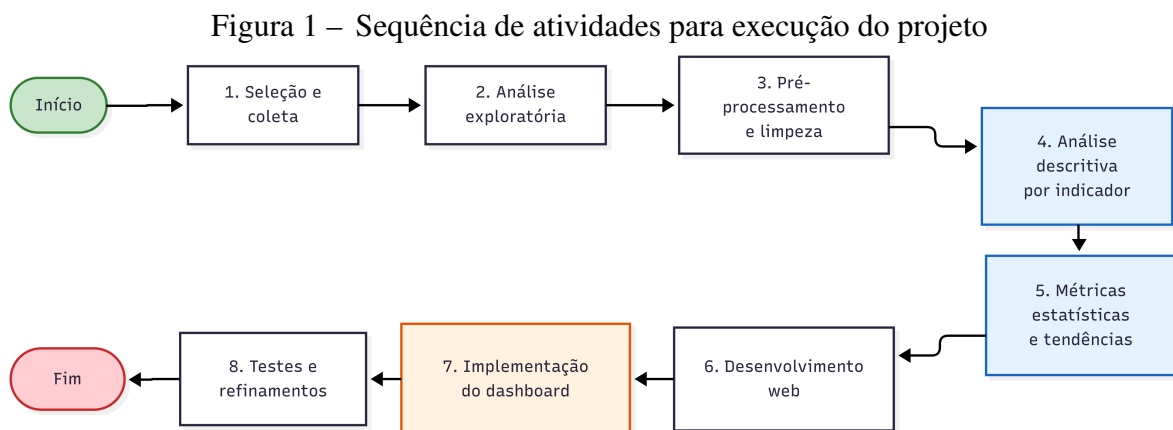 Figura 1 – Sequência de atividades para execução do projeto
Início
1. Seleção e
coleta
2. Análise
exploratória
3. Pré-
processamento
e limpeza
4. Análise
descritiva
por indicador
5. Métricas
estatísticas
e tendências
6. Desenvolvimento
web
7. Implementação
do dashboard
8. Testes e
refinamentos
Fim